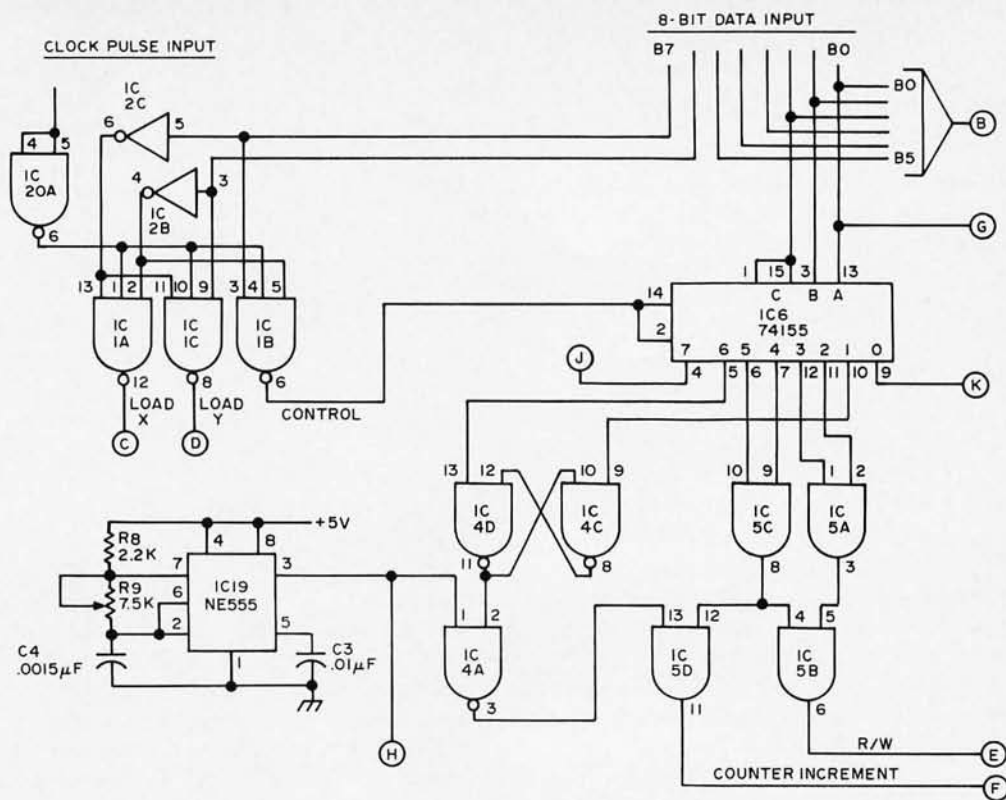 8-BIT DATA INPUT
CLOCK PULSE INPUT
B7
B0
B0
B
B5
IC
2C
6
5
4
5
IC
20A
6
4
3
IC
2B
G
13
1
2
11
10
9
3
4
5
IC
1A
IC
1C
IC
1B
12
8
6
LOAD
X
LOAD
Y
CONTROL
C
D
1
15
3
13
C
B
A
14
2
IC6
74155
7
6
5
4
3
2
1
0
4
5
6
7
12
11
10
9
J
K
13
12
10
9
10
9
1
2
IC
4D
IC
4C
IC
5C
IC
5A
11
8
8
3
+5V
R8
2.2K
R9
7.5K
7
6
2
4
8
3
5
1
IC19
NE555
C4
.0015µF
C3
.01µF
1
2
13
12
4
5
IC
4A
IC
5D
IC
5B
3
11
6
H
R/W
E
COUNTER INCREMENT
F